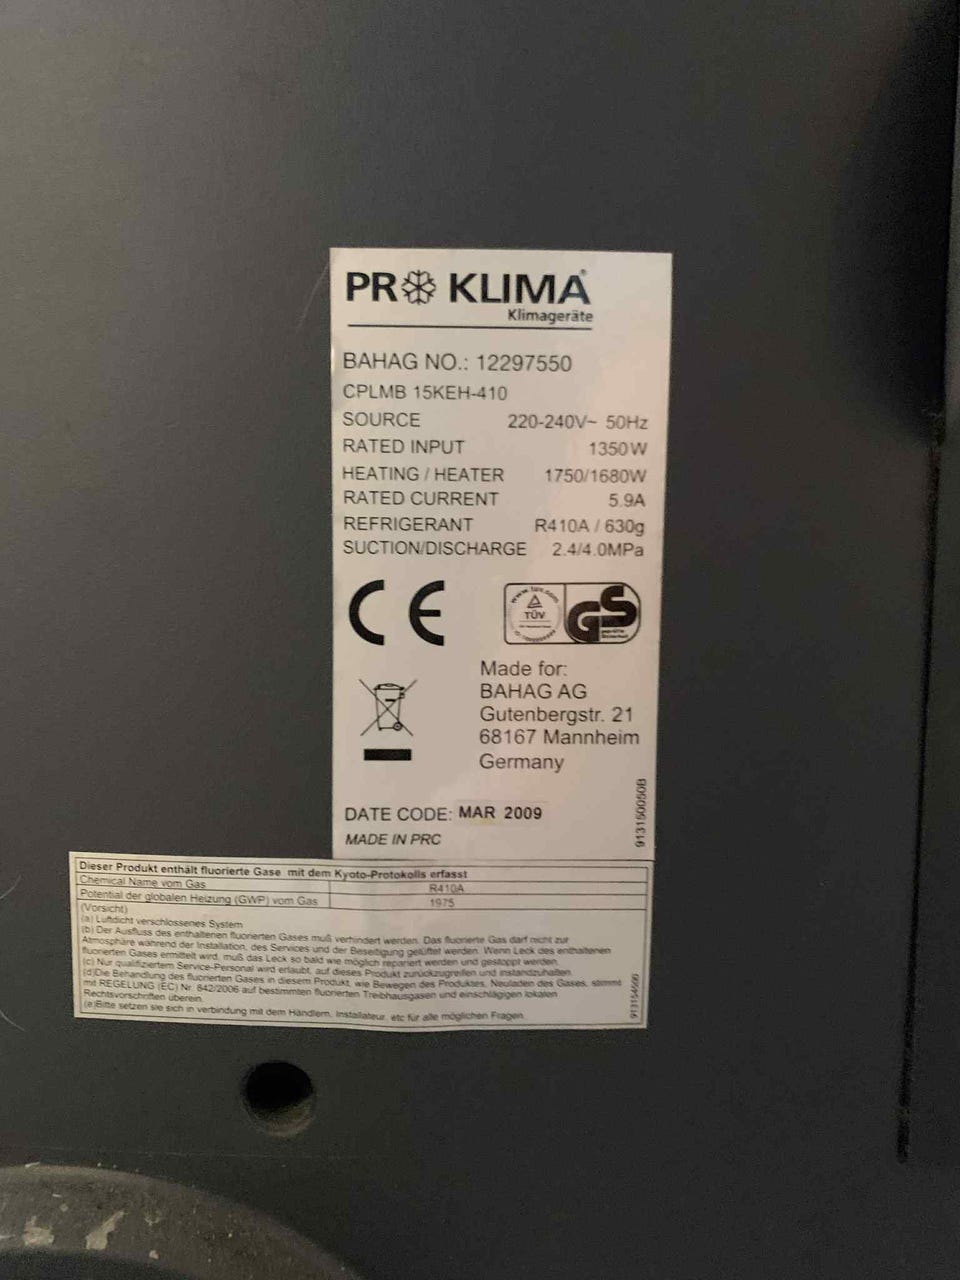 PRO KLIMA®
Klimageräte
BAHAG NO.: 12297550
CPLMB 15KEH-410
SOURCE 220-240V~ 50Hz
RATED INPUT 1350W
HEATING / HEATER 1750/1680W
RATED CURRENT 5.9A
REFRIGERANT R410A / 630g
SUCTION/DISCHARGE 2.4/4.0MPa
CE
www.tuv.com
TÜV
GS
geprüfte Sicherheit
Made for:
BAHAG AG
Gutenbergstr. 21
68167 Mannheim
Germany
913150050B
DATE CODE: MAR 2009
MADE IN PRC
Dieser Produkt enthält fluorierte Gase mit dem Kyoto-Protokolls erfasst
Chemical Name vom Gas R410A
Potential der globalen Heizung (GWP) vom Gas 1975
(Vorsicht)
(a) Luftdicht verschlossenes System
(b) Der Ausfluss des enthaltenen fluorierten Gases muß verhindert werden. Das fluorierte Gas darf nicht zur
Atmosphäre während der Installation, des Services und der Beseitigung gelüftet werden. Wenn Leck des enthaltenen
fluorierten Gases ermittelt wird, muß das Leck so bald wie möglich repariert werden und gestoppt werden.
(c) Nur qualifiziertem Service-Personal wird erlaubt, auf dieses Produkt zurückzugreifen und instandzuhalten.
(d)Die Behandlung des fluorierten Gases in diesem Produkt, wie Bewegen des Produktes, Neuladen des Gases, stimmt
mit REGELUNG (EC) Nr. 842/2006 auf bestimmten fluorierten Treibhausgasen und einschlägigen lokalen
Rechtsvorschriften überein.
(e)Bitte setzen sie sich in verbindung mit dem Händlern, Installateur, etc für alle möglichen Fragen.